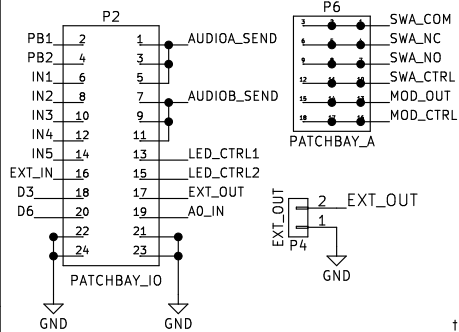 P2
PB1 2 1 AUDIOA_SEND
PB2 4 3
IN1 6 5
IN2 8 7 AUDIOB_SEND
IN3 10 9
IN4 12 11
IN5 14 13 LED_CTRL1
EXT_IN 16 15 LED_CTRL2
D3 18 17 EXT_OUT
D6 20 19 A0_IN
22 21
24 23
PATCHBAY_IO
GND GND
P6
SWA_COM
SWA_NC
SWA_NO
12 SWA_CTRL
15 MOD_OUT
18 MOD_CTRL
PATCHBAY_A
EXT_OUT
2 EXT_OUT
1
P4
GND
t